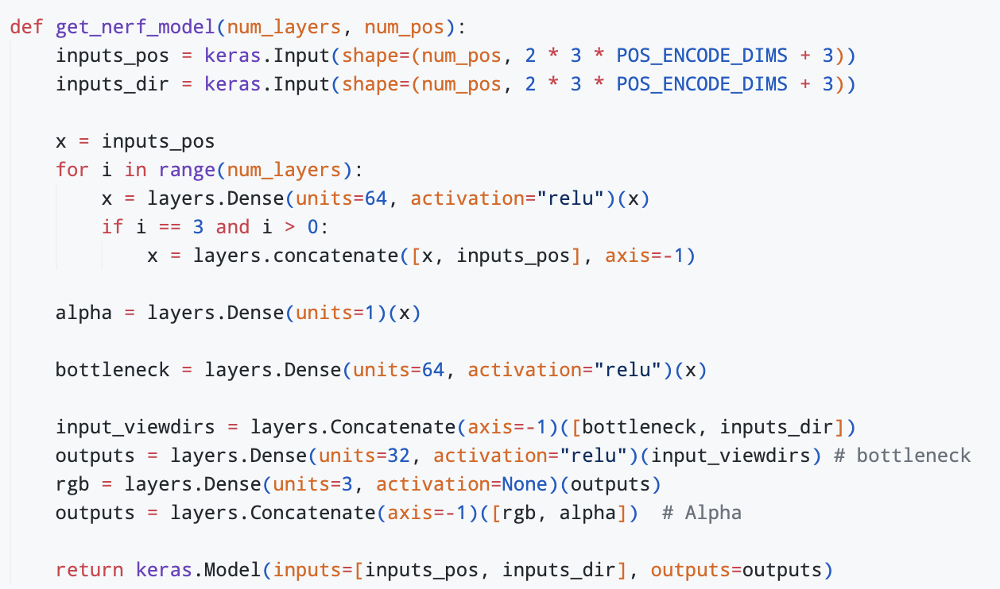 def get_nerf_model(num_layers, num_pos):
    inputs_pos = keras.Input(shape=(num_pos, 2 * 3 * POS_ENCODE_DIMS + 3))
    inputs_dir = keras.Input(shape=(num_pos, 2 * 3 * POS_ENCODE_DIMS + 3))

    x = inputs_pos
    for i in range(num_layers):
        x = layers.Dense(units=64, activation="relu")(x)
        if i == 3 and i > 0:
            x = layers.concatenate([x, inputs_pos], axis=-1)

    alpha = layers.Dense(units=1)(x)

    bottleneck = layers.Dense(units=64, activation="relu")(x)

    input_viewdirs = layers.Concatenate(axis=-1)([bottleneck, inputs_dir])
    outputs = layers.Dense(units=32, activation="relu")(input_viewdirs) # bottleneck
    rgb = layers.Dense(units=3, activation=None)(outputs)
    outputs = layers.Concatenate(axis=-1)([rgb, alpha])  # Alpha

    return keras.Model(inputs=[inputs_pos, inputs_dir], outputs=outputs)